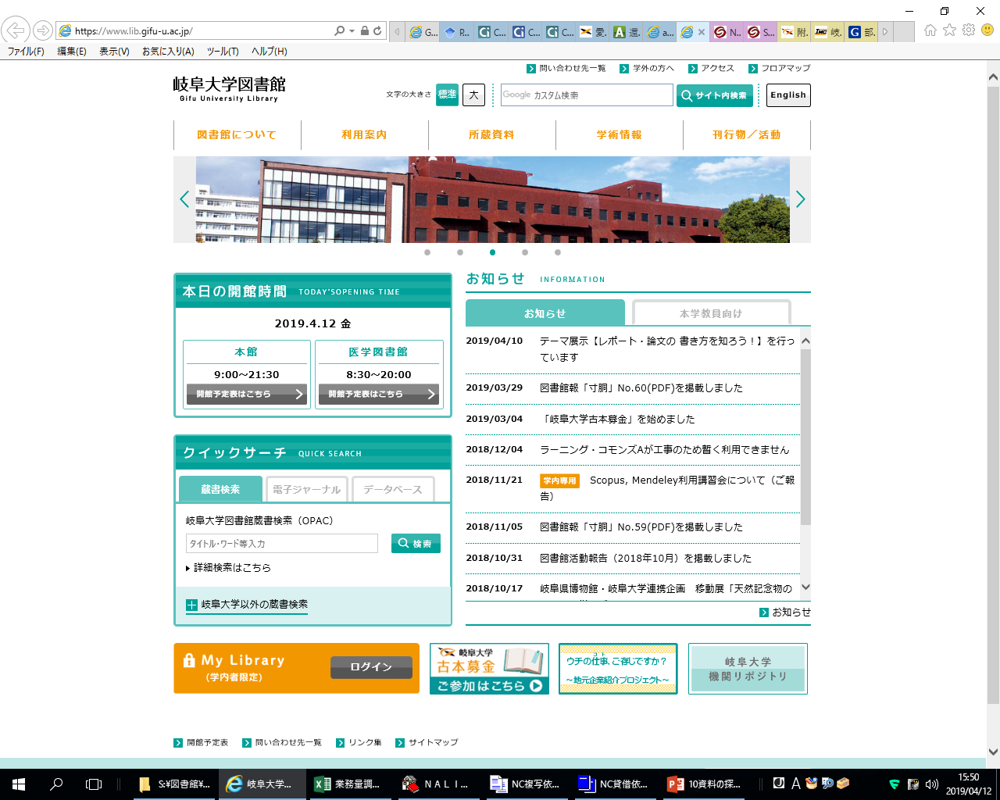 https://www.lib.gifu-u.ac.jp/
G...
R...
C...
C...
C...
愛.
還.
a...
N..
S..
附.
岐.
部.
ファイル(F)
編集(E)
表示(V)
お気に入り(A)
ツール(T)
ヘルプ(H)
問い合わせ先一覧
学外の方へ
アクセス
フロアマップ
岐阜大学図書館
Gifu University Library
文字の大きさ
標準
大
Google カスタム検索
サイト内検索
English
図書館について
利用案内
所蔵資料
学術情報
刊行物／活動
本日の開館時間 TODAY'SOPENING TIME
2019.4.12 金
本館
9:00～21:30
開館予定表はこちら
医学図書館
8:30～20:00
開館予定表はこちら
クイックサーチ QUICK SEARCH
蔵書検索
電子ジャーナル
データベース
岐阜大学図書館蔵書検索（OPAC）
タイトル・ワード等入力
検索
詳細検索はこちら
岐阜大学以外の蔵書検索
お知らせ INFORMATION
お知らせ
本学教員向け
2019/04/10 テーマ展示【レポート・論文の 書き方を知ろう！】を行っ
ています
2019/03/29 図書館報「寸胴」No.60(PDF)を掲載しました
2019/03/04 「岐阜大学古本募金」を始めました
2018/12/04 ラーニング・コモンズAが工事のため暫く利用できません
2018/11/21 学内専用 Scopus, Mendeley利用講習会について（ご報
告）
2018/11/05 図書館報「寸胴」No.59(PDF)を掲載しました
2018/10/31 図書館活動報告（2018年10月）を掲載しました
2018/10/17 岐阜県博物館・岐阜大学連携企画　移動展「天然記念物の
お知らせ
My Library
(学内者限定)
ログイン
岐阜大学
古本募金
ご参加はこちら
コト
ウチの仕事、ご存じですか？
～地元企業紹介プロジェクト～
岐阜大学
機関リポジトリ
開館予定表
問い合わせ先一覧
リンク集
サイトマップ
S:¥図書館¥...
岐阜大学...
業務量調...
ＮＡＬＩ...
NC複写依...
NC貸借依...
10資料の探...
A
15:50
2019/04/12